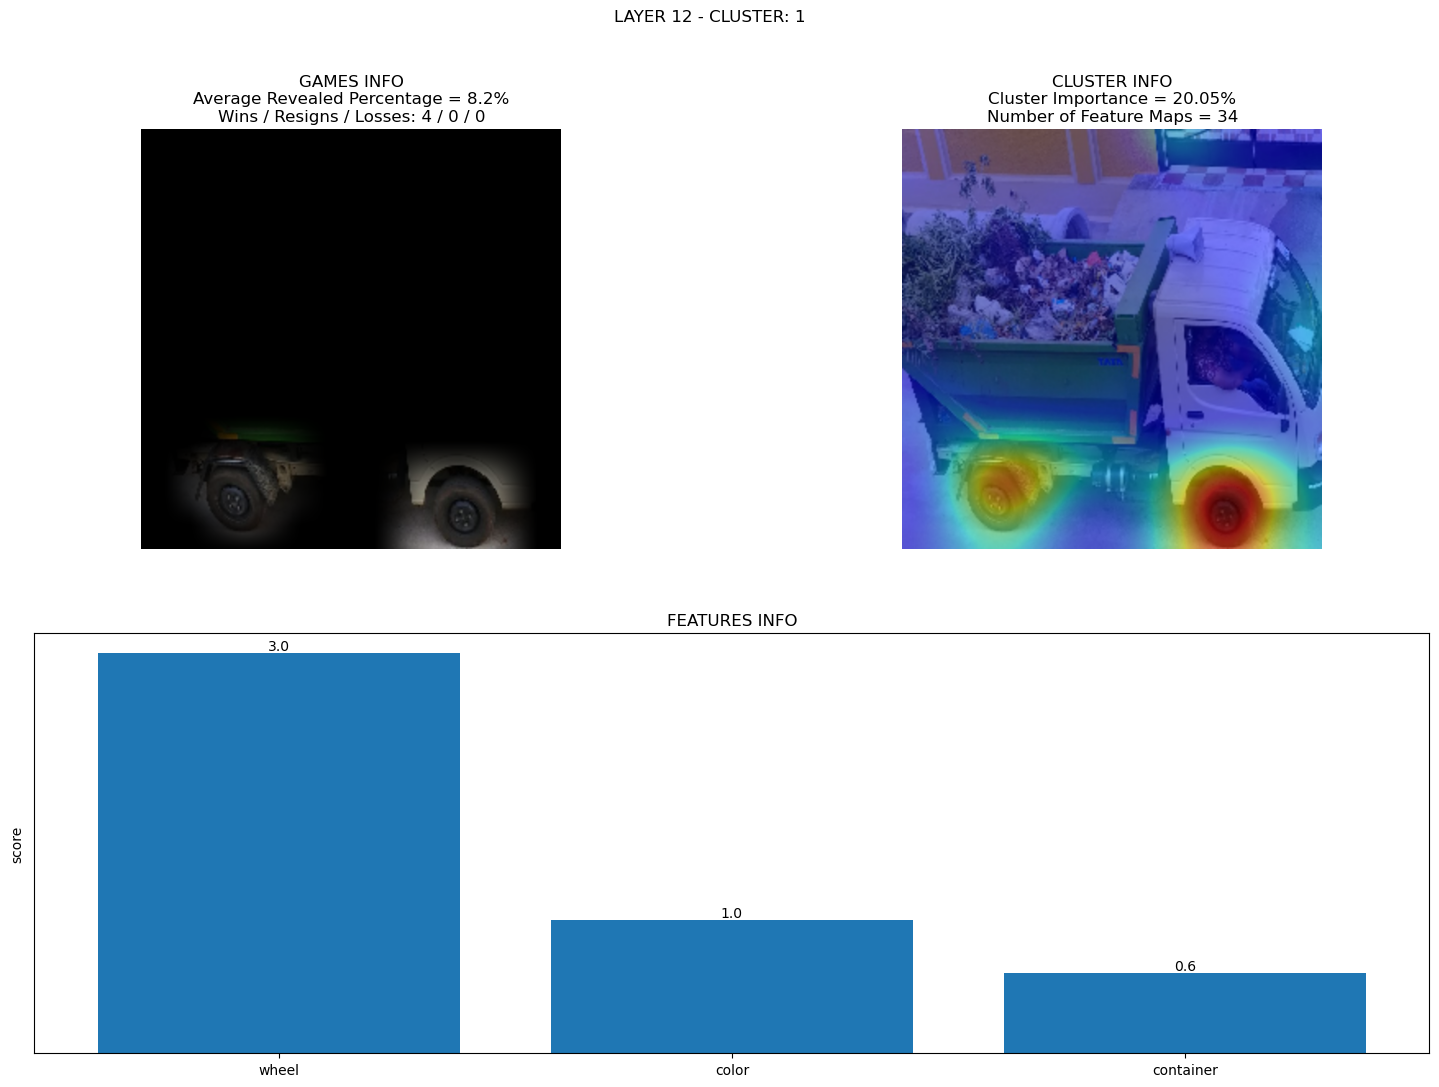 LAYER 12 - CLUSTER: 1
GAMES INFO
Average Revealed Percentage = 8.2%
Wins / Resigns / Losses: 4 / 0 / 0
CLUSTER INFO
Cluster Importance = 20.05%
Number of Feature Maps = 34
FEATURES INFO
score
3.0
1.0
0.6
wheel
color
container